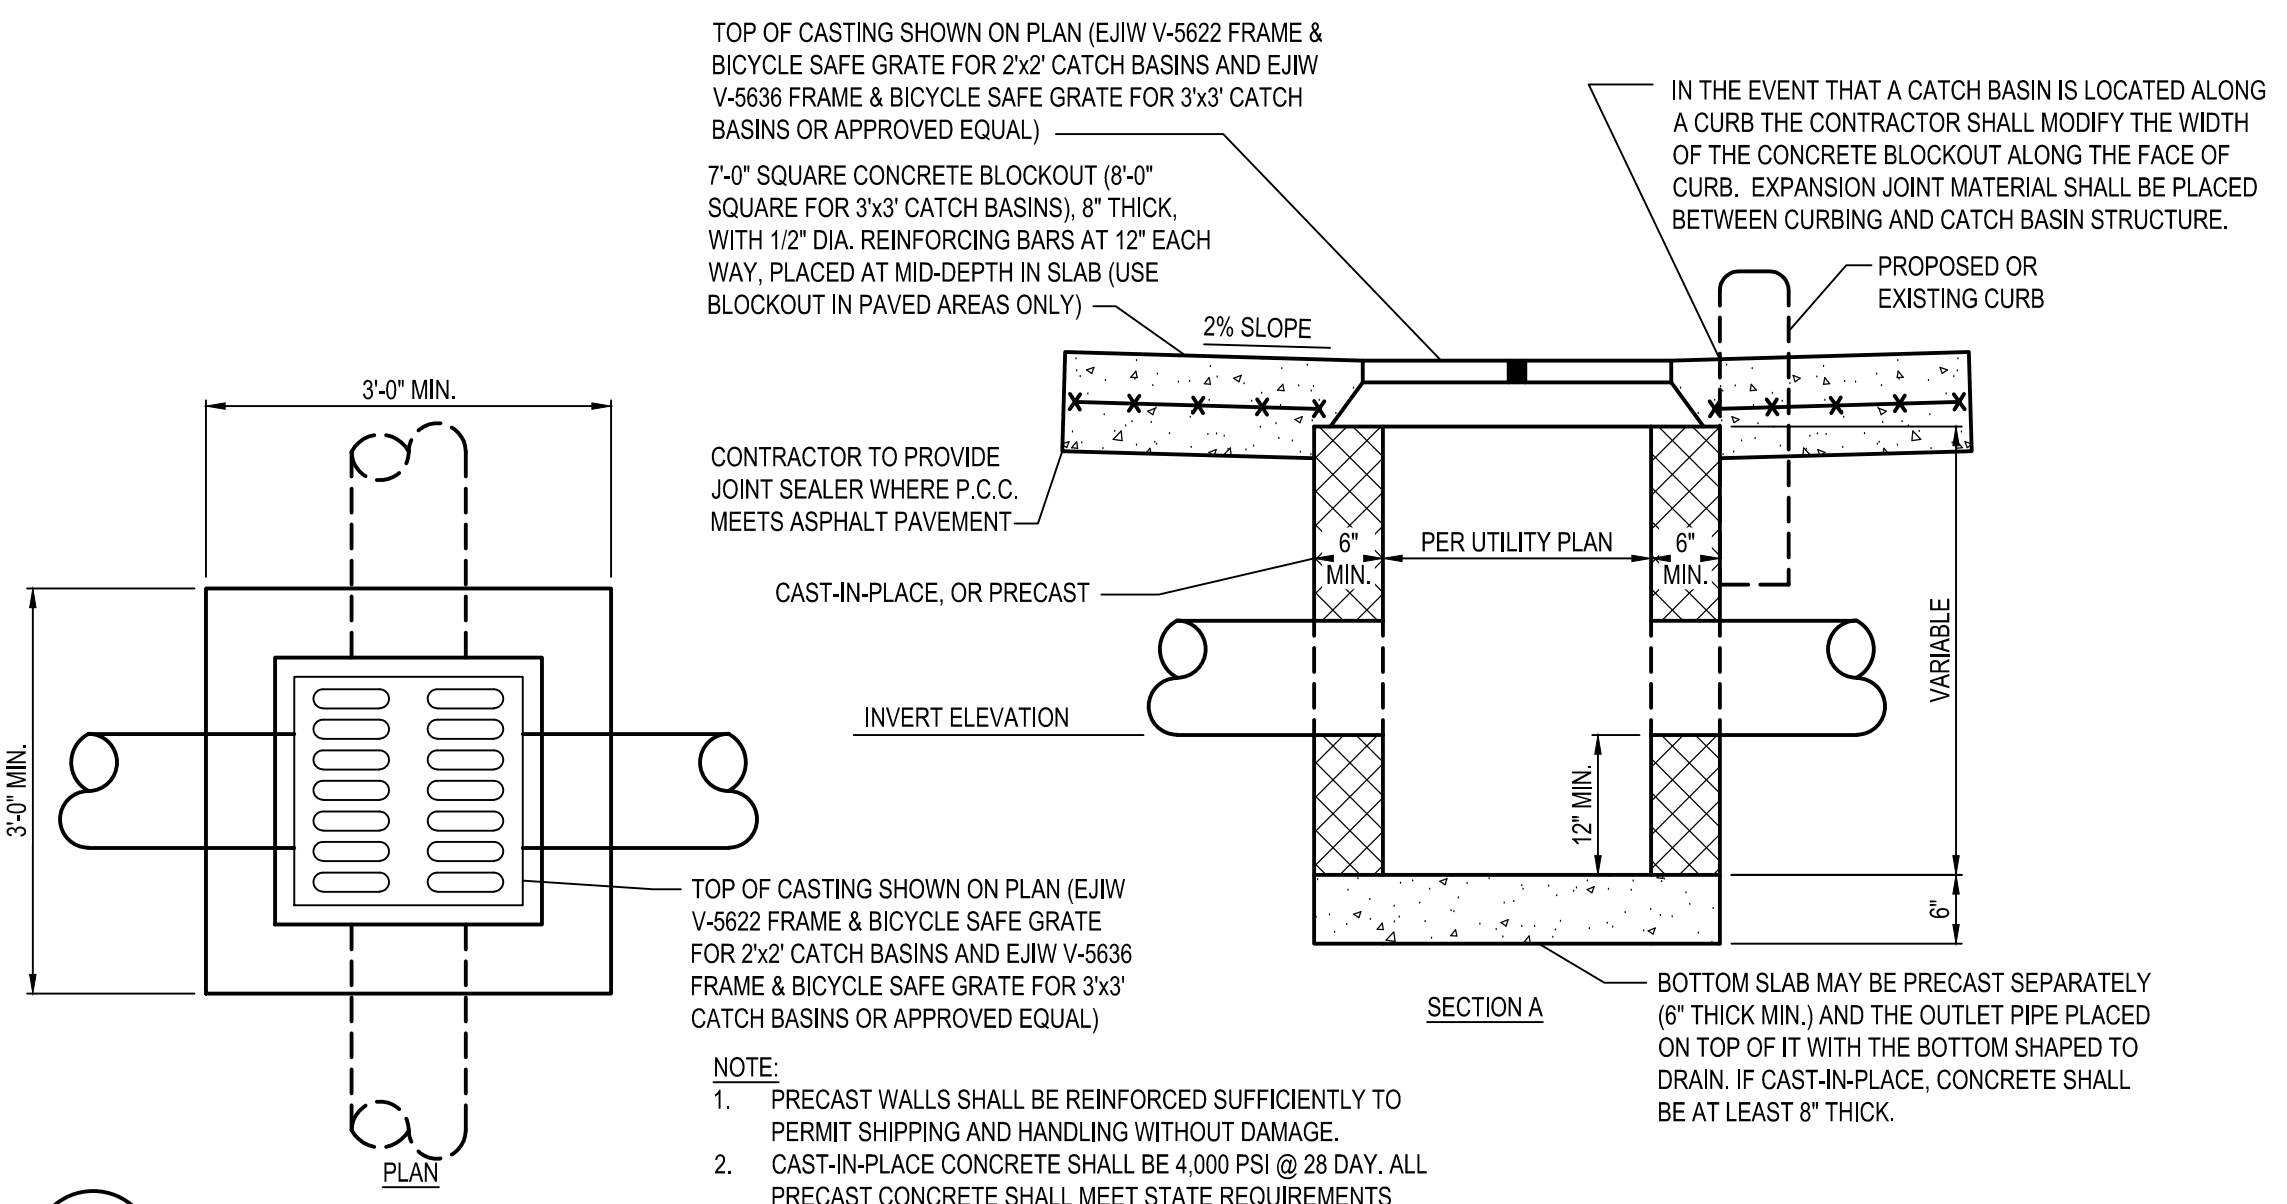 TOP OF CASTING SHOWN ON PLAN (EJIW V-5622 FRAME &
BICYCLE SAFE GRATE FOR 2'x2' CATCH BASINS AND EJIW
V-5636 FRAME & BICYCLE SAFE GRATE FOR 3'x3' CATCH
BASINS OR APPROVED EQUAL)
7'-0" SQUARE CONCRETE BLOCKOUT (8'-0"
SQUARE FOR 3'x3' CATCH BASINS), 8" THICK,
WITH 1/2" DIA. REINFORCING BARS AT 12" EACH
WAY, PLACED AT MID-DEPTH IN SLAB (USE
BLOCKOUT IN PAVED AREAS ONLY)
2% SLOPE
IN THE EVENT THAT A CATCH BASIN IS LOCATED ALONG
A CURB THE CONTRACTOR SHALL MODIFY THE WIDTH
OF THE CONCRETE BLOCKOUT ALONG THE FACE OF
CURB. EXPANSION JOINT MATERIAL SHALL BE PLACED
BETWEEN CURBING AND CATCH BASIN STRUCTURE.
PROPOSED OR
EXISTING CURB
3'-0" MIN.
3'-0" MIN.
CONTRACTOR TO PROVIDE
JOINT SEALER WHERE P.C.C.
MEETS ASPHALT PAVEMENT
6"
MIN.
PER UTILITY PLAN
6"
MIN.
CAST-IN-PLACE, OR PRECAST
VARIABLE
INVERT ELEVATION
12" MIN.
6"
TOP OF CASTING SHOWN ON PLAN (EJIW
V-5622 FRAME & BICYCLE SAFE GRATE
FOR 2'x2' CATCH BASINS AND EJIW V-5636
FRAME & BICYCLE SAFE GRATE FOR 3'x3'
CATCH BASINS OR APPROVED EQUAL)
SECTION A
BOTTOM SLAB MAY BE PRECAST SEPARATELY
(6" THICK MIN.) AND THE OUTLET PIPE PLACED
ON TOP OF IT WITH THE BOTTOM SHAPED TO
DRAIN. IF CAST-IN-PLACE, CONCRETE SHALL
BE AT LEAST 8" THICK.
PLAN
NOTE:
1. PRECAST WALLS SHALL BE REINFORCED SUFFICIENTLY TO
PERMIT SHIPPING AND HANDLING WITHOUT DAMAGE.
2. CAST-IN-PLACE CONCRETE SHALL BE 4,000 PSI @ 28 DAY. ALL
PRECAST CONCRETE SHALL MEET STATE REQUIREMENTS